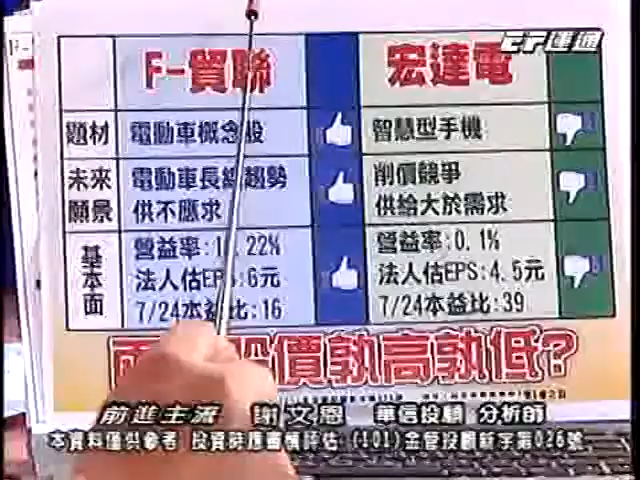 F-貿聯 宏達電
題材 電動車概念股 智慧型手機
未來願景 電動車長線趨勢 削價競爭
供不應求 供給大於需求
基本面 營益率:1 .22% 營益率:0.1%
法人估EPS:6元 法人估EPS:4.5元
7/24本益比:16 7/24本益比:39
股價孰高孰低?
前進主流 謝文恩 華信投顧 分析師
本資料僅供參考 投資時應審慎評估 (101)金管投顧新字第026號